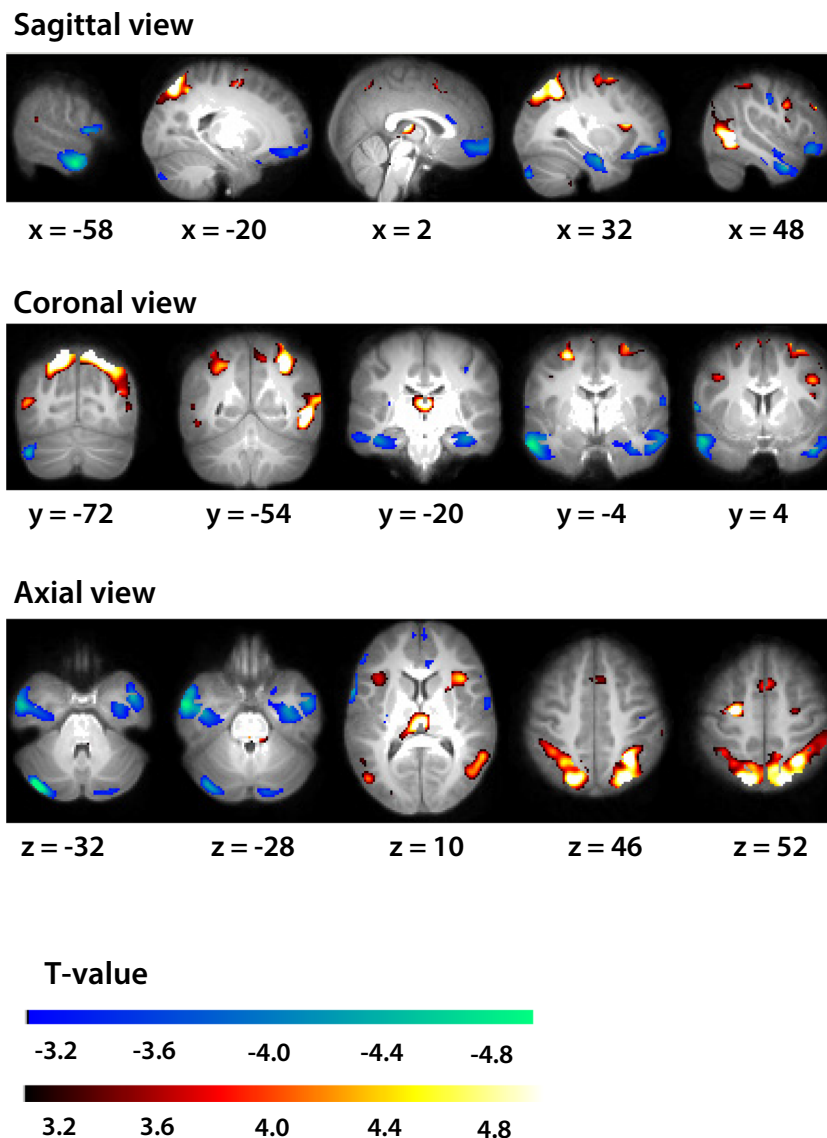 Sagittal view
x = -58 x = -20 x = 2 x = 32 x = 48
Coronal view
y = -72 y = -54 y = -20 y = -4 y = 4
Axial view
z = -32 z = -28 z = 10 z = 46 z = 52
T-value
-3.2 -3.6 -4.0 -4.4 -4.8
3.2 3.6 4.0 4.4 4.8